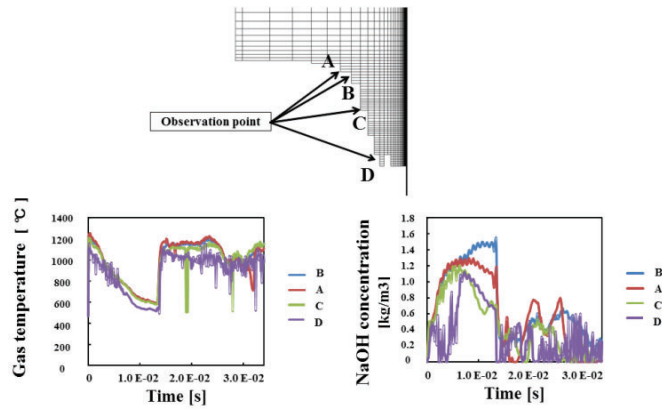 A
B
Observation point
C
D
Gas temperature [℃]
1400
1200
1000
800
600
400
200
0
B
A
C
D
0 1.0 E-02 2.0 E-02 3.0 E-02
Time [s]
NaOH concentration
[kg/m3]
1.8
1.6
1.4
1.2
1.0
0.8
0.6
0.4
0.2
0
B
A
C
D
0 1.0 E-02 2.0 E-02 3.0 E-02
Time [s]